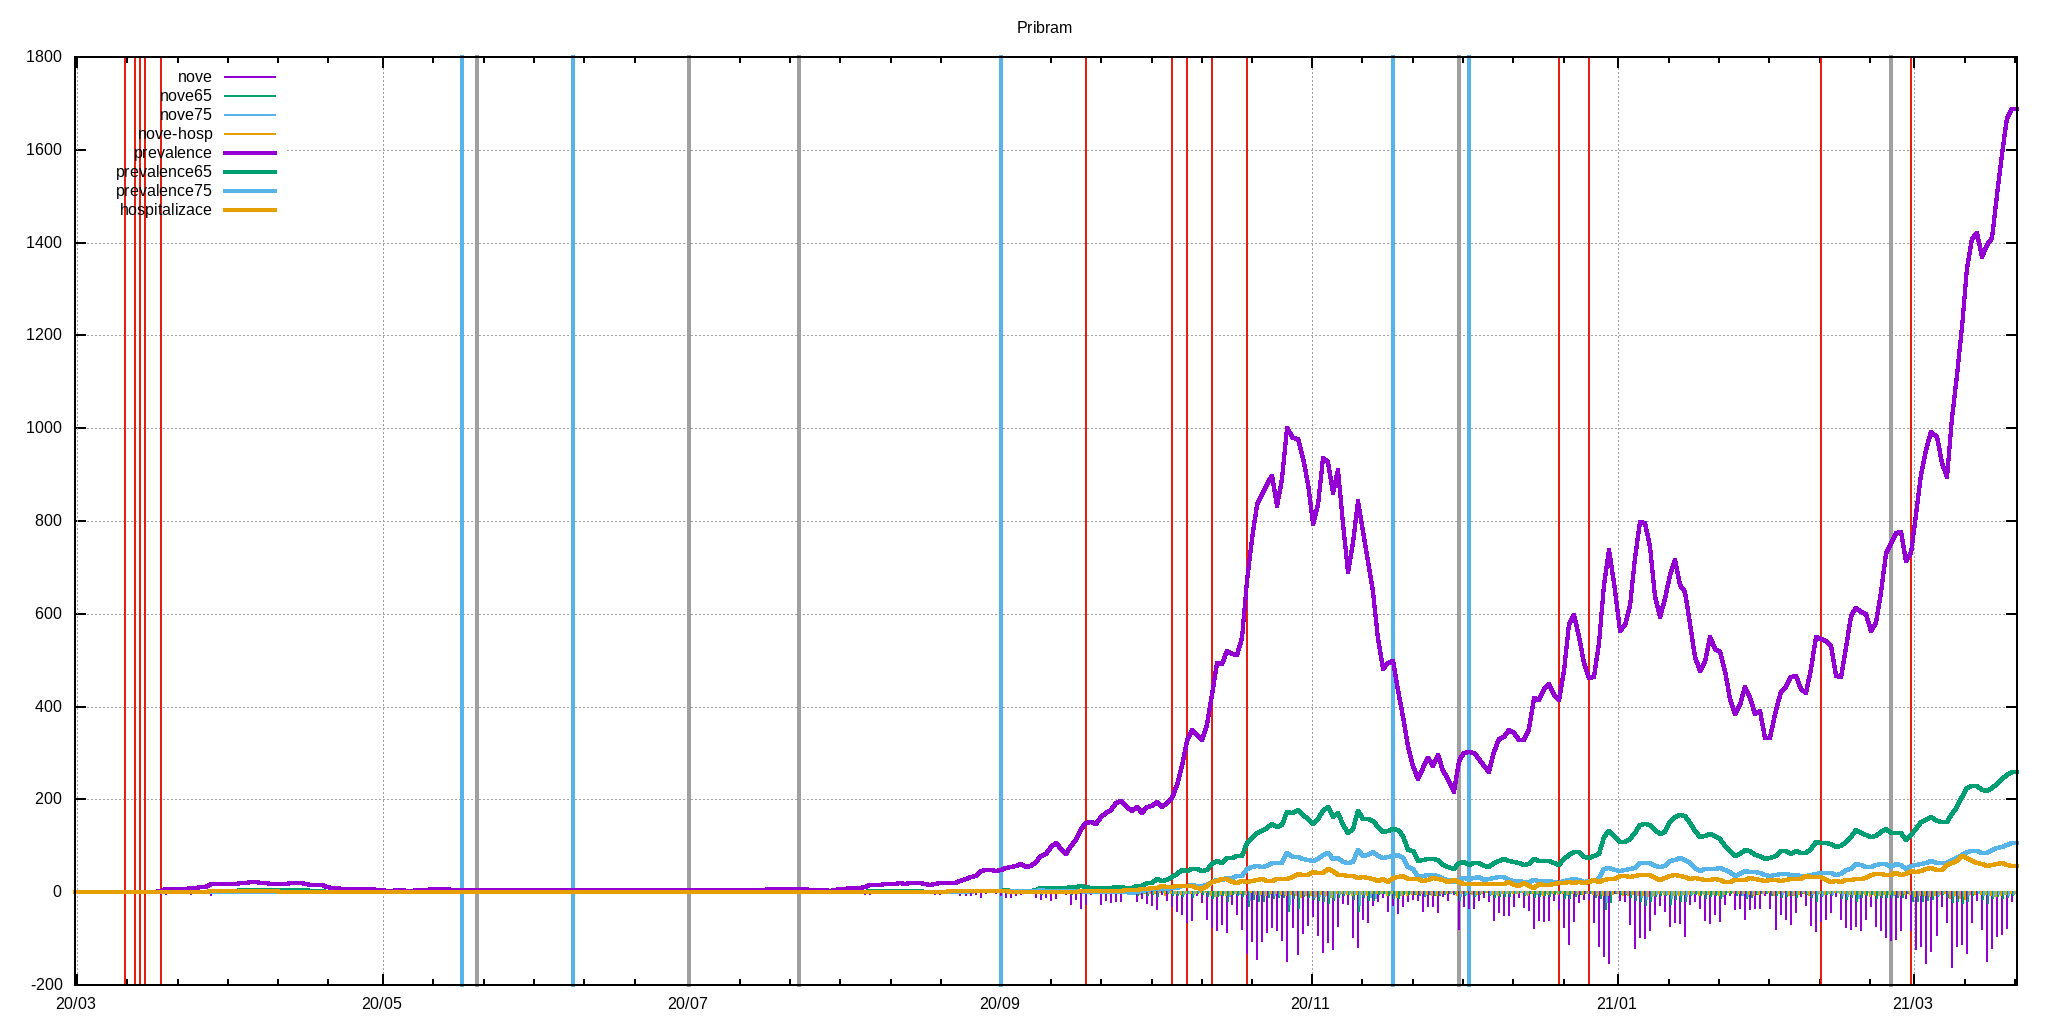 Pribram
1800
1600
1400
1200
1000
800
600
400
200
0
-200
nove
nove65
nove75
nove-hosp
prevalence
prevalence65
prevalence75
hospitalizace
20/03
20/05
20/07
20/09
20/11
21/01
21/03